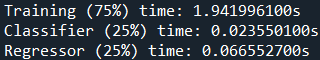 Training (75%) time: 1.941996100s
Classifier (25%) time: 0.023550100s
Regressor (25%) time: 0.066552700s